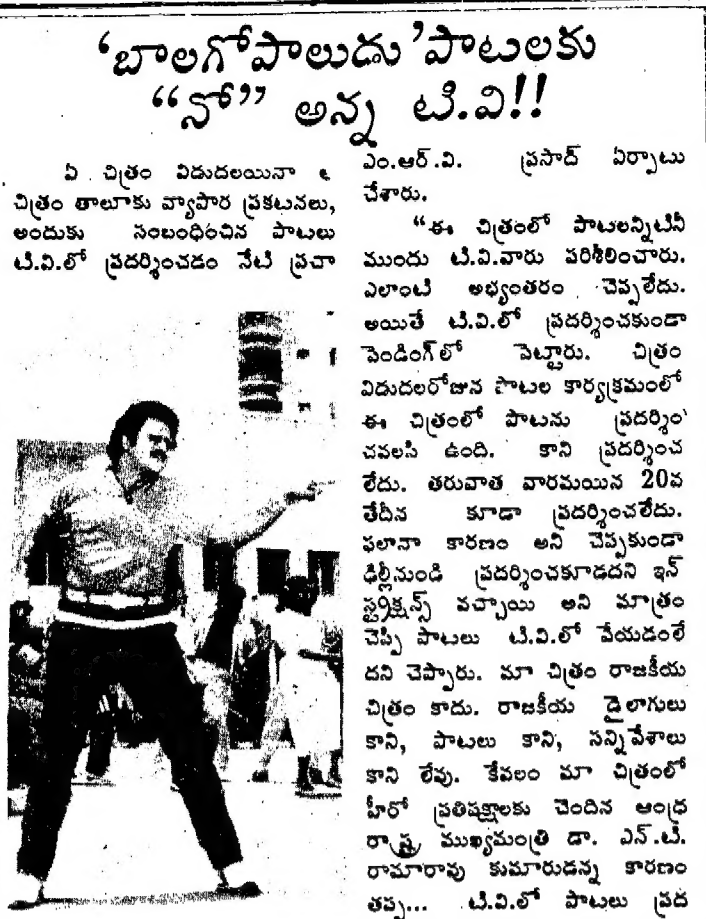 ‘బాలగోపాలుడు’ పాటలకు
“నో” అన్న టి.వి!!
ఏ చిత్రం విడుదలయినా
చిత్రం తాలూకు వ్యాపార ప్రకటనలు,
అందుకు సంబంధించిన పాటలు
టి.వి.లో ప్రదర్శించడం నేటి ప్రచా
ఎం.ఆర్.వి. ప్రసాద్ ఏర్పాటు
చేశారు.
“ఈ చిత్రంలో పాటలన్నిటినీ
ముందు టి.వి.వారు పరిశీలించారు.
ఎలాంటి అభ్యంతరం చెప్పలేదు.
అయితే టి.వి.లో ప్రదర్శించకుండా
పెండింగ్‌లో పెట్టారు. చిత్రం
విడుదలరోజున పాటల కార్యక్రమంలో
ఈ చిత్రంలో పాటను ప్రదర్శిం
చవలసి ఉంది. కాని ప్రదర్శించ
లేదు. తరువాత వారమయిన 20వ
తేదీన కూడా ప్రదర్శించలేదు.
ఫలానా కారణం అని చెప్పకుండా
ఢిల్లీనుండి ప్రదర్శించకూడదని ఇన్
స్ట్రక్షన్స్ వచ్చాయి అని మాత్రం
చెప్పి పాటలు టి.వి.లో వేయడంలే
దని చెప్పారు. మా చిత్రం రాజకీయ
చిత్రం కాదు. రాజకీయ డైలాగులు
కాని, పాటలు కాని, సన్నివేశాలు
కాని లేవు. కేవలం మా చిత్రంలో
హీరో ప్రతిపక్షాలకు చెందిన ఆంధ్ర
రాష్ట్ర ముఖ్యమంత్రి డా. ఎన్.టి.
రామారావు కుమారుడన్న కారణం
తప్ప... టి.వి.లో పాటలు ప్రద